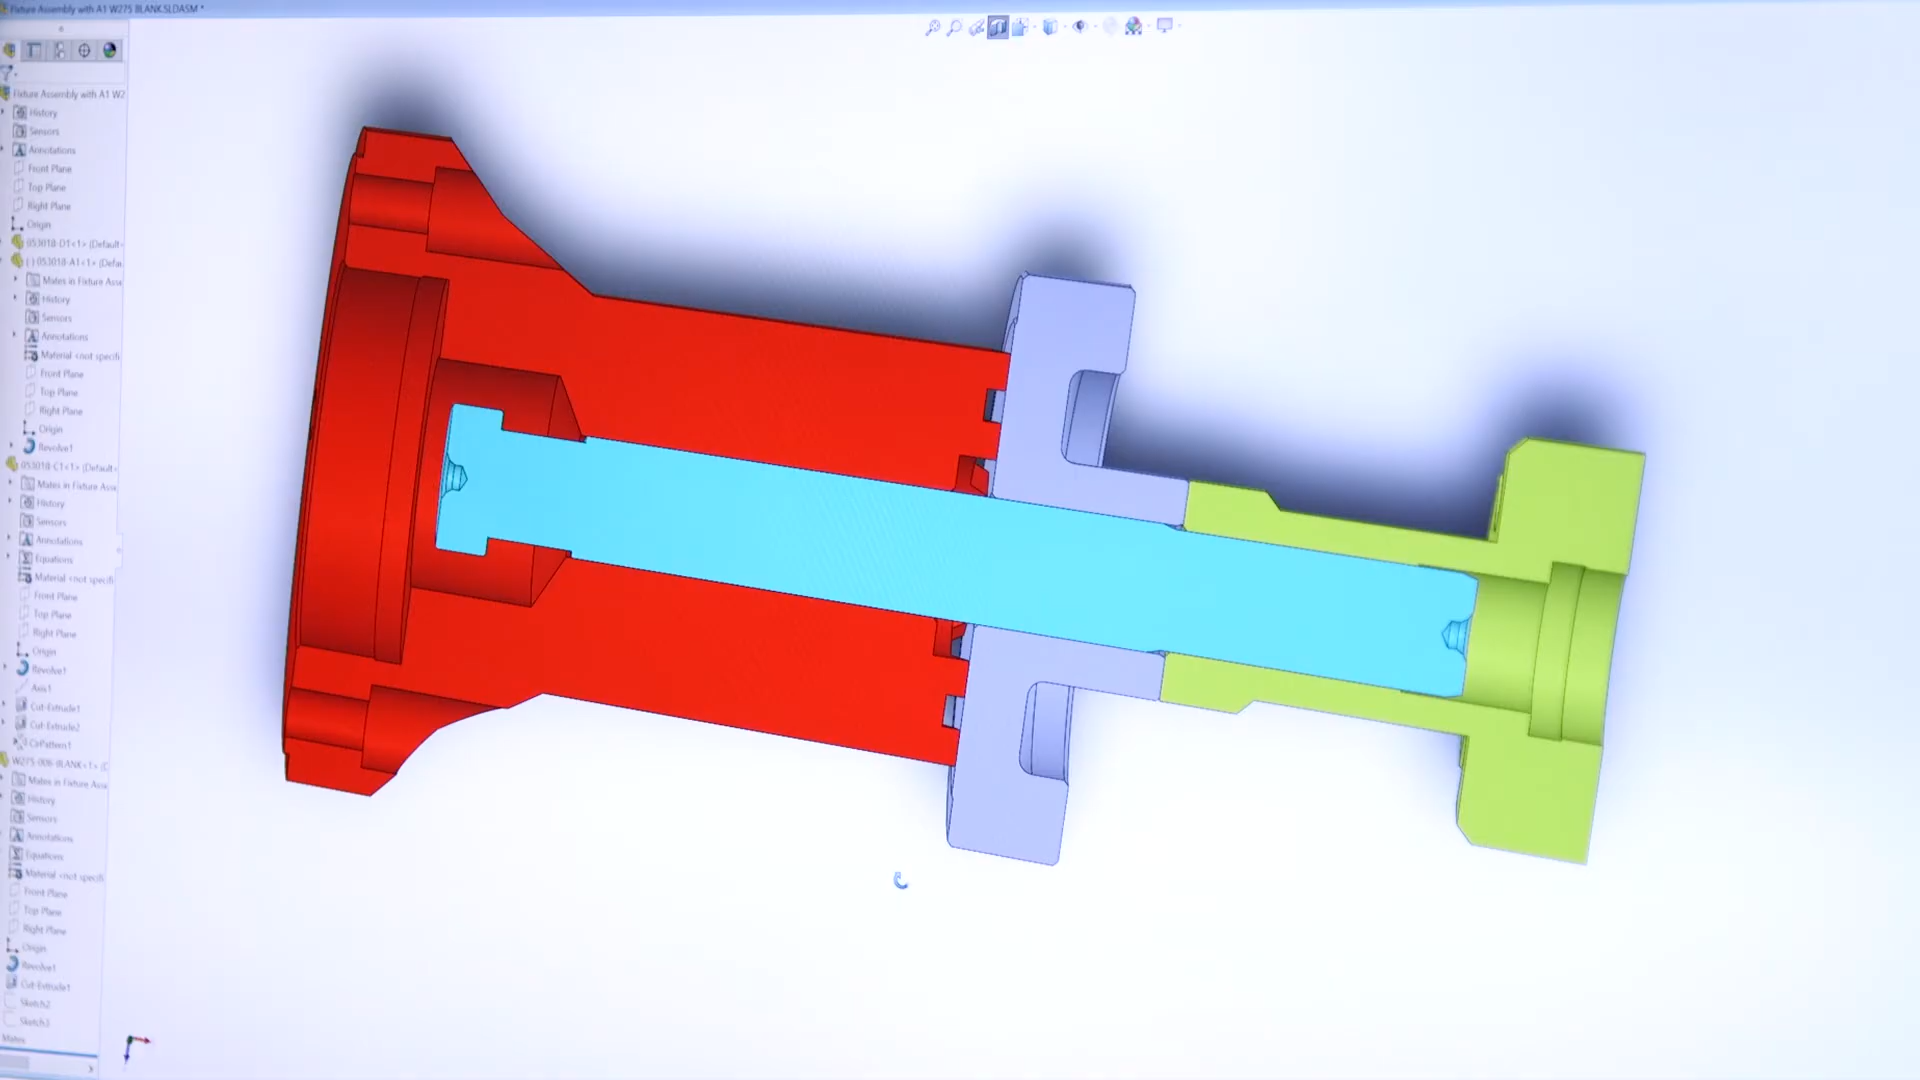 Fixture Assembly with A1 W275 BLANK.SLDASM *
Fixture Assembly with A1 W2
History
Sensors
Annotations
Front Plane
Top Plane
Right Plane
Origin
053018-D1<1> (Default<
(-) 053018-A1<1> (Defa
Mates in Fixture Asse
History
Sensors
Annotations
Material <not specifi
Front Plane
Top Plane
Right Plane
Origin
Revolve1
053018-C1<1> (Default<
Mates in Fixture Asse
History
Sensors
Annotations
Equations
Material <not specifi
Front Plane
Top Plane
Right Plane
Origin
Revolve1
Axis1
Cut-Extrude1
Cut-Extrude2
CirPattern1
W275-006-BLANK<1> (D
Mates in Fixture Asse
History
Sensors
Annotations
Equations
Material <not specifi
Front Plane
Top Plane
Right Plane
Origin
Revolve1
Cut-Extrude1
Sketch2
Sketch3
Mates